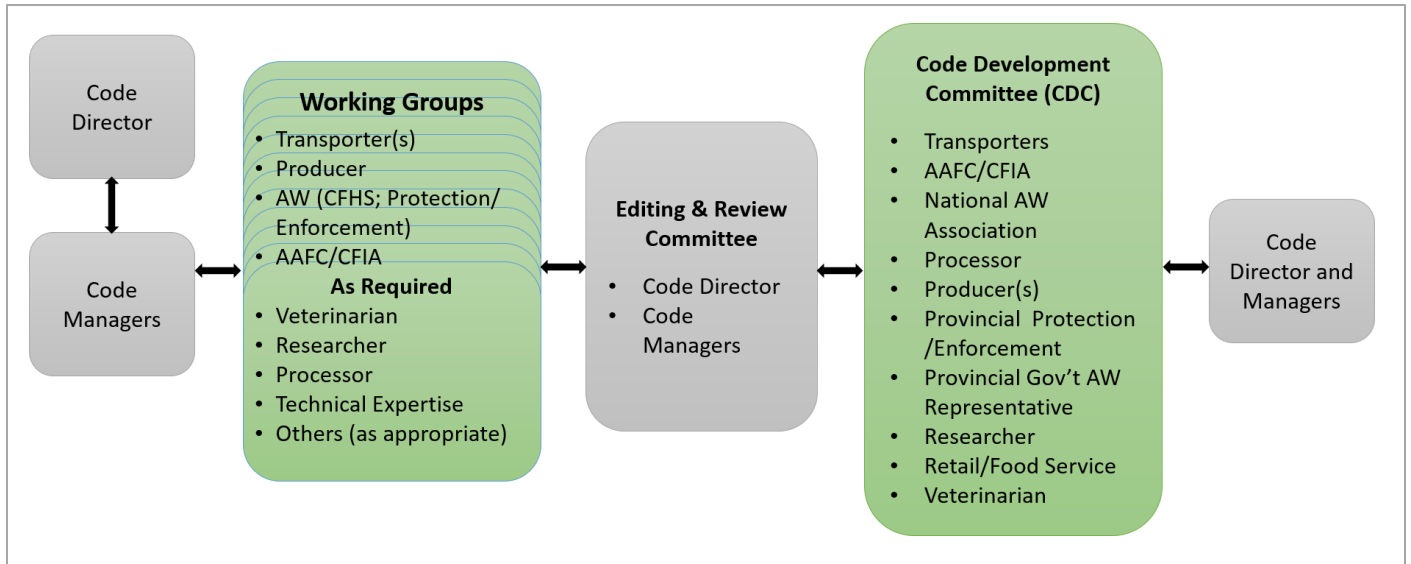 Code
Director
Code
Managers
Working Groups
• Transporter(s)
• Producer
• AW (CFHS; Protection/
Enforcement)
• AAFC/CFIA
As Required
• Veterinarian
• Researcher
• Processor
• Technical Expertise
• Others (as appropriate)
Editing & Review
Committee
• Code Director
• Code
Managers
Code Development
Committee (CDC)
• Transporters
• AAFC/CFIA
• National AW
Association
• Processor
• Producer(s)
• Provincial Protection
/Enforcement
• Provincial Gov’t AW
Representative
• Researcher
• Retail/Food Service
• Veterinarian
Code
Director and
Managers